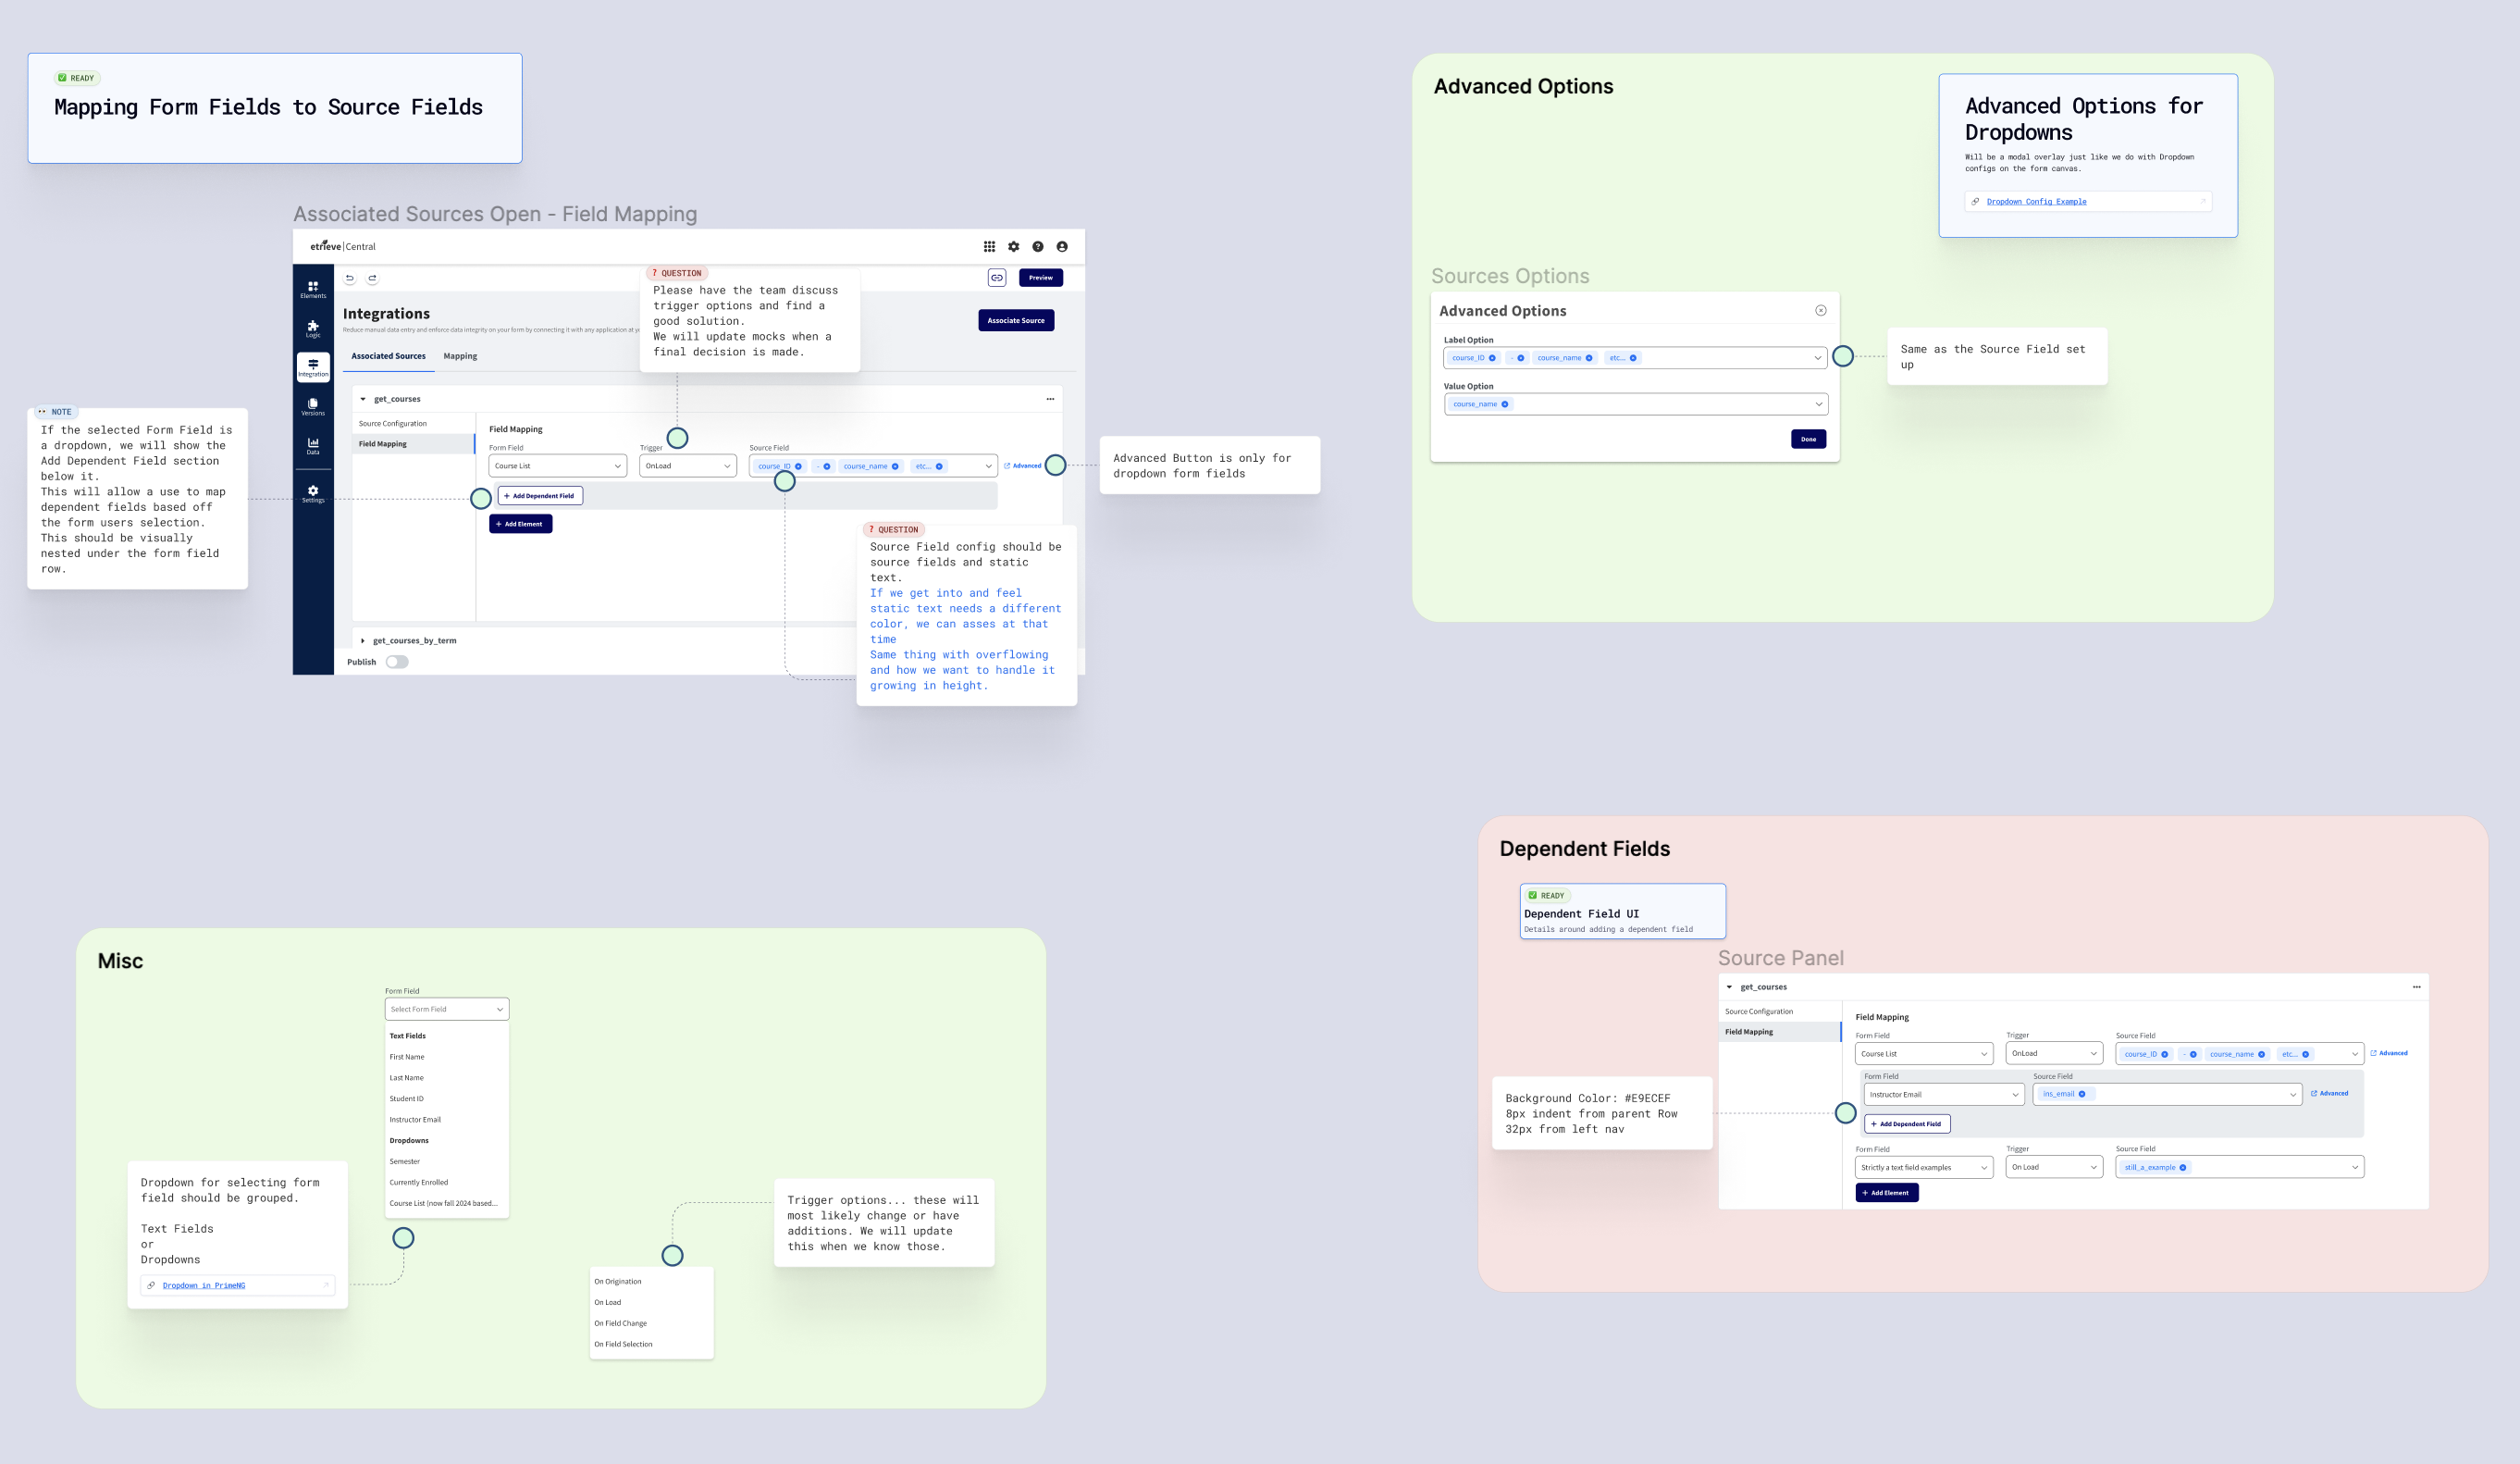 ✅ READY
Mapping Form Fields to Source Fields
Associated Sources Open - Field Mapping
etrieve|Central
Elements
Logic
Integration
Versions
Data
Settings
Preview
Integrations
Reduce manual data entry and enforce data integrity on your form by connecting it with any application at
Associate Source
Associated Sources
Mapping
get_courses
Source Configuration
Field Mapping
Field Mapping
Form Field
Trigger
Source Field
Course List
OnLoad
course_ID
-
course_name
etc...
Advanced
+ Add Dependent Field
+ Add Element
get_courses_by_term
Publish
? QUESTION
Please have the team discuss
trigger options and find a
good solution.
We will update mocks when a
final decision is made.
NOTE
If the selected Form Field is
a dropdown, we will show the
Add Dependent Field section
below it.
This will allow a use to map
dependent fields based off
the form users selection.
This should be visually
nested under the form field
row.
Advanced Button is only for
dropdown form fields
? QUESTION
Source Field config should be
source fields and static
text.
If we get into and feel
static text needs a different
color, we can asses at that
time
Same thing with overflowing
and how we want to handle it
growing in height.
Advanced Options
Advanced Options for
Dropdowns
Will be a modal overlay just like we do with Dropdown
configs on the form canvas.
Dropdown Config Example
Sources Options
Advanced Options
Label Option
course_ID
-
course_name
etc...
Value Option
course_name
Done
Same as the Source Field set
up
Misc
Form Field
Select Form Field
Text Fields
First Name
Last Name
Student ID
Instructor Email
Dropdowns
Semester
Currently Enrolled
Course List (now fall 2024 based...
Dropdown for selecting form
field should be grouped.
Text Fields
or
Dropdowns
Dropdown in PrimeNG
Trigger options... these will
most likely change or have
additions. We will update
this when we know those.
On Origination
On Load
On Field Change
On Field Selection
Dependent Fields
✅ READY
Dependent Field UI
Details around adding a dependent field
Source Panel
get_courses
Source Configuration
Field Mapping
Field Mapping
Form Field
Trigger
Source Field
Course List
OnLoad
course_ID
-
course_name
etc...
Advanced
Form Field
Source Field
Instructor Email
ins_email
Advanced
+ Add Dependent Field
Form Field
Trigger
Source Field
Strictly a text field examples
On Load
still_a_example
+ Add Element
Background Color: #E9ECEF
8px indent from parent Row
32px from left nav